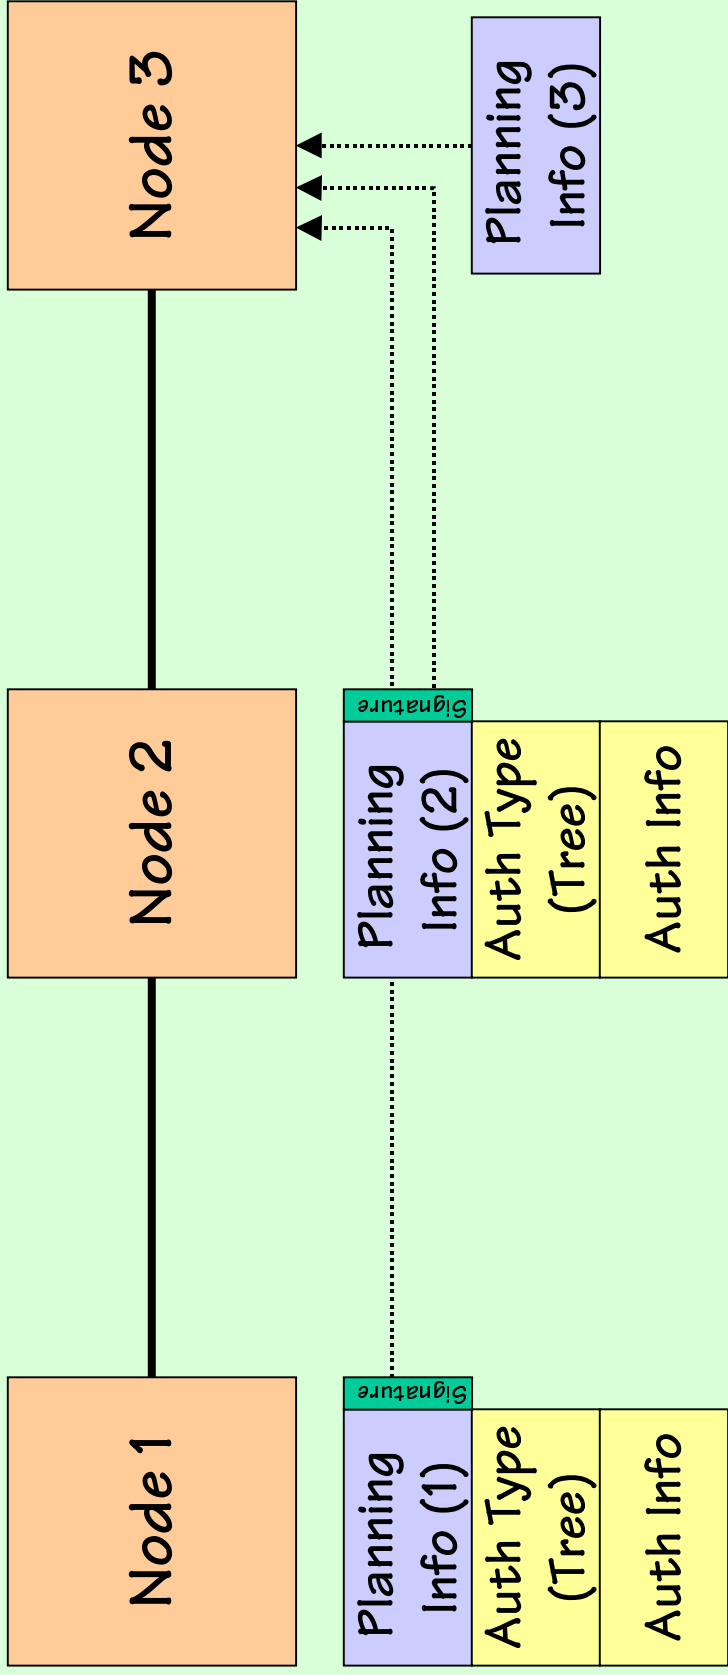 Node 1
Node 2
Node 3
Signature
Planning
Info (1)
Auth Type
(Tree)
Auth Info
Signature
Planning
Info (2)
Auth Type
(Tree)
Auth Info
Planning
Info (3)